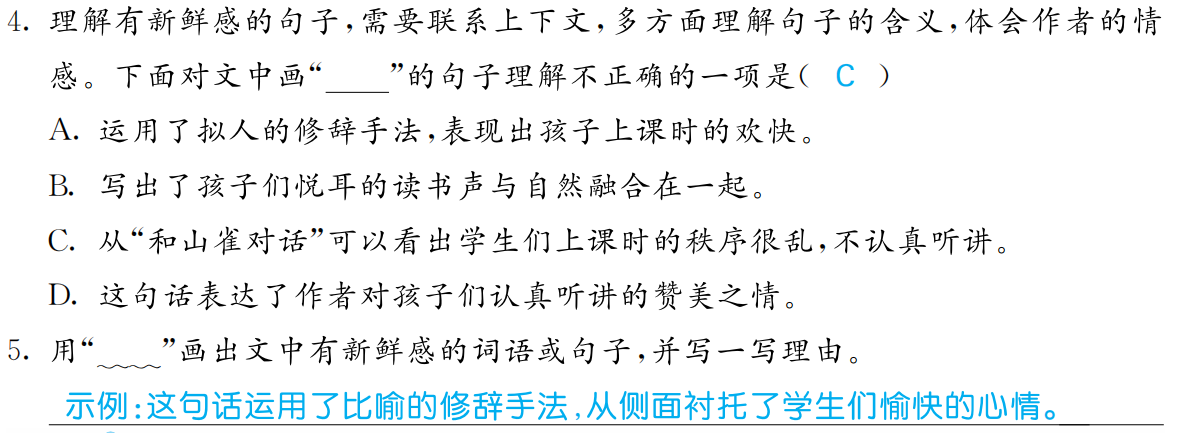 4. 理解有新鲜感的句子,需要联系上下文,多方面理解句子的含义,体会作者的情
感。下面对文中画“____”的句子理解不正确的一项是( C )
A. 运用了拟人的修辞手法,表现出孩子上课时的欢快。
B. 写出了孩子们悦耳的读书声与自然融合在一起。
C. 从“和山雀对话”可以看出学生们上课时的秩序很乱,不认真听讲。
D. 这句话表达了作者对孩子们认真听讲的赞美之情。
5. 用“﹏﹏”画出文中有新鲜感的词语或句子,并写一写理由。
示例:这句话运用了比喻的修辞手法,从侧面衬托了学生们愉快的心情。